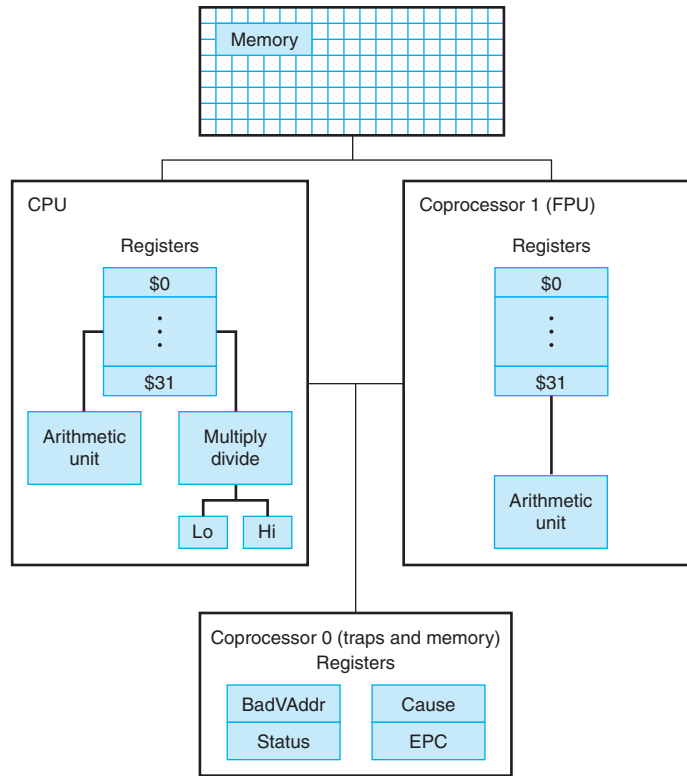 Memory
CPU
Registers
$0
$31
Arithmetic
unit
Multiply
divide
Lo
Hi
Coprocessor 1 (FPU)
Registers
$0
$31
Arithmetic
unit
Coprocessor 0 (traps and memory)
Registers
BadVAddr
Cause
Status
EPC